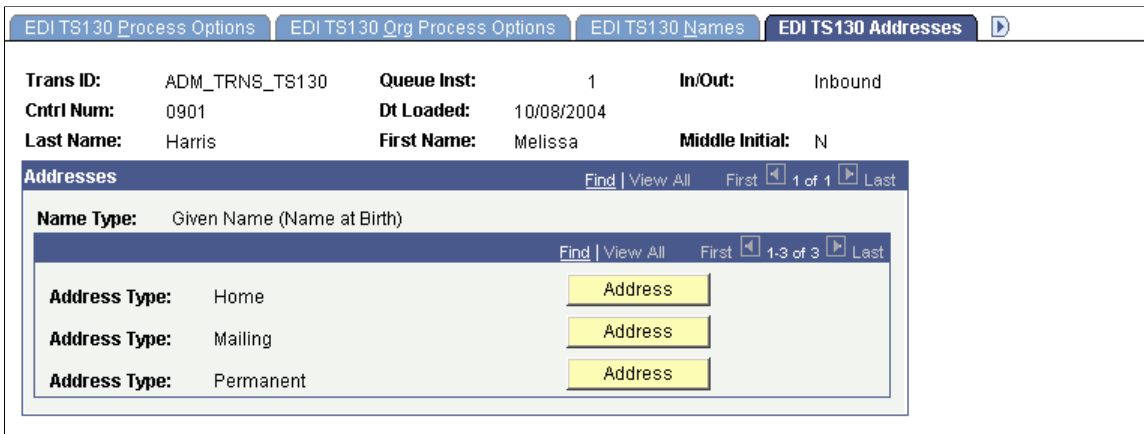 EDI TS130 Process Options EDI TS130 Org Process Options EDI TS130 Names EDI TS130 Addresses
Trans ID: ADM_TRNS_TS130 Queue Inst: 1 In/Out: Inbound
Cntrl Num: 0901 Dt Loaded: 10/08/2004
Last Name: Harris First Name: Melissa Middle Initial: N
Addresses Find | View All First 1 of 1 Last
Name Type: Given Name (Name at Birth)
Find | View All First 1-3 of 3 Last
Address Type: Home Address
Address Type: Mailing Address
Address Type: Permanent Address